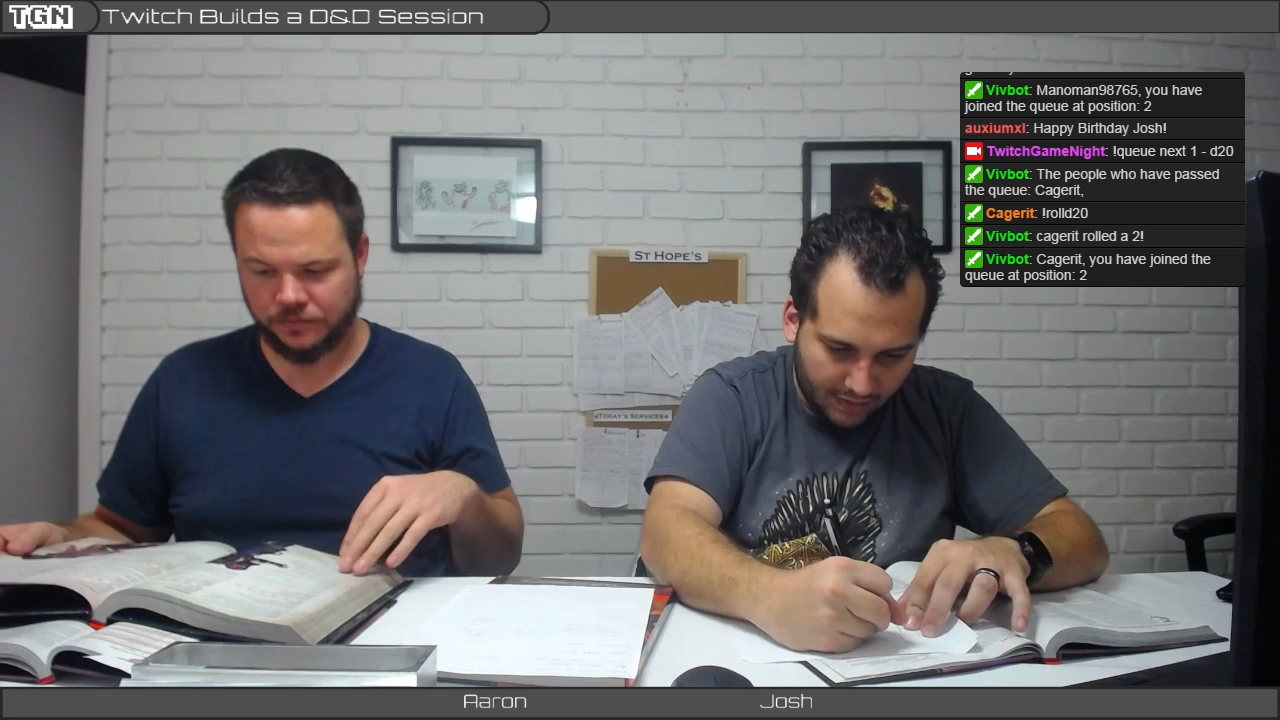 TGN Twitch Builds a D&D Session
Vivbot: Manoman98765, you have
joined the queue at position: 2
auxiumxl: Happy Birthday Josh!
TwitchGameNight: !queue next 1 - d20
Vivbot: The people who have passed
the queue: Cagerit,
Cagerit: !rolld20
Vivbot: cagerit rolled a 2!
Vivbot: Cagerit, you have joined the
queue at position: 2
St Hope's
Today's Services
Aaron
Josh